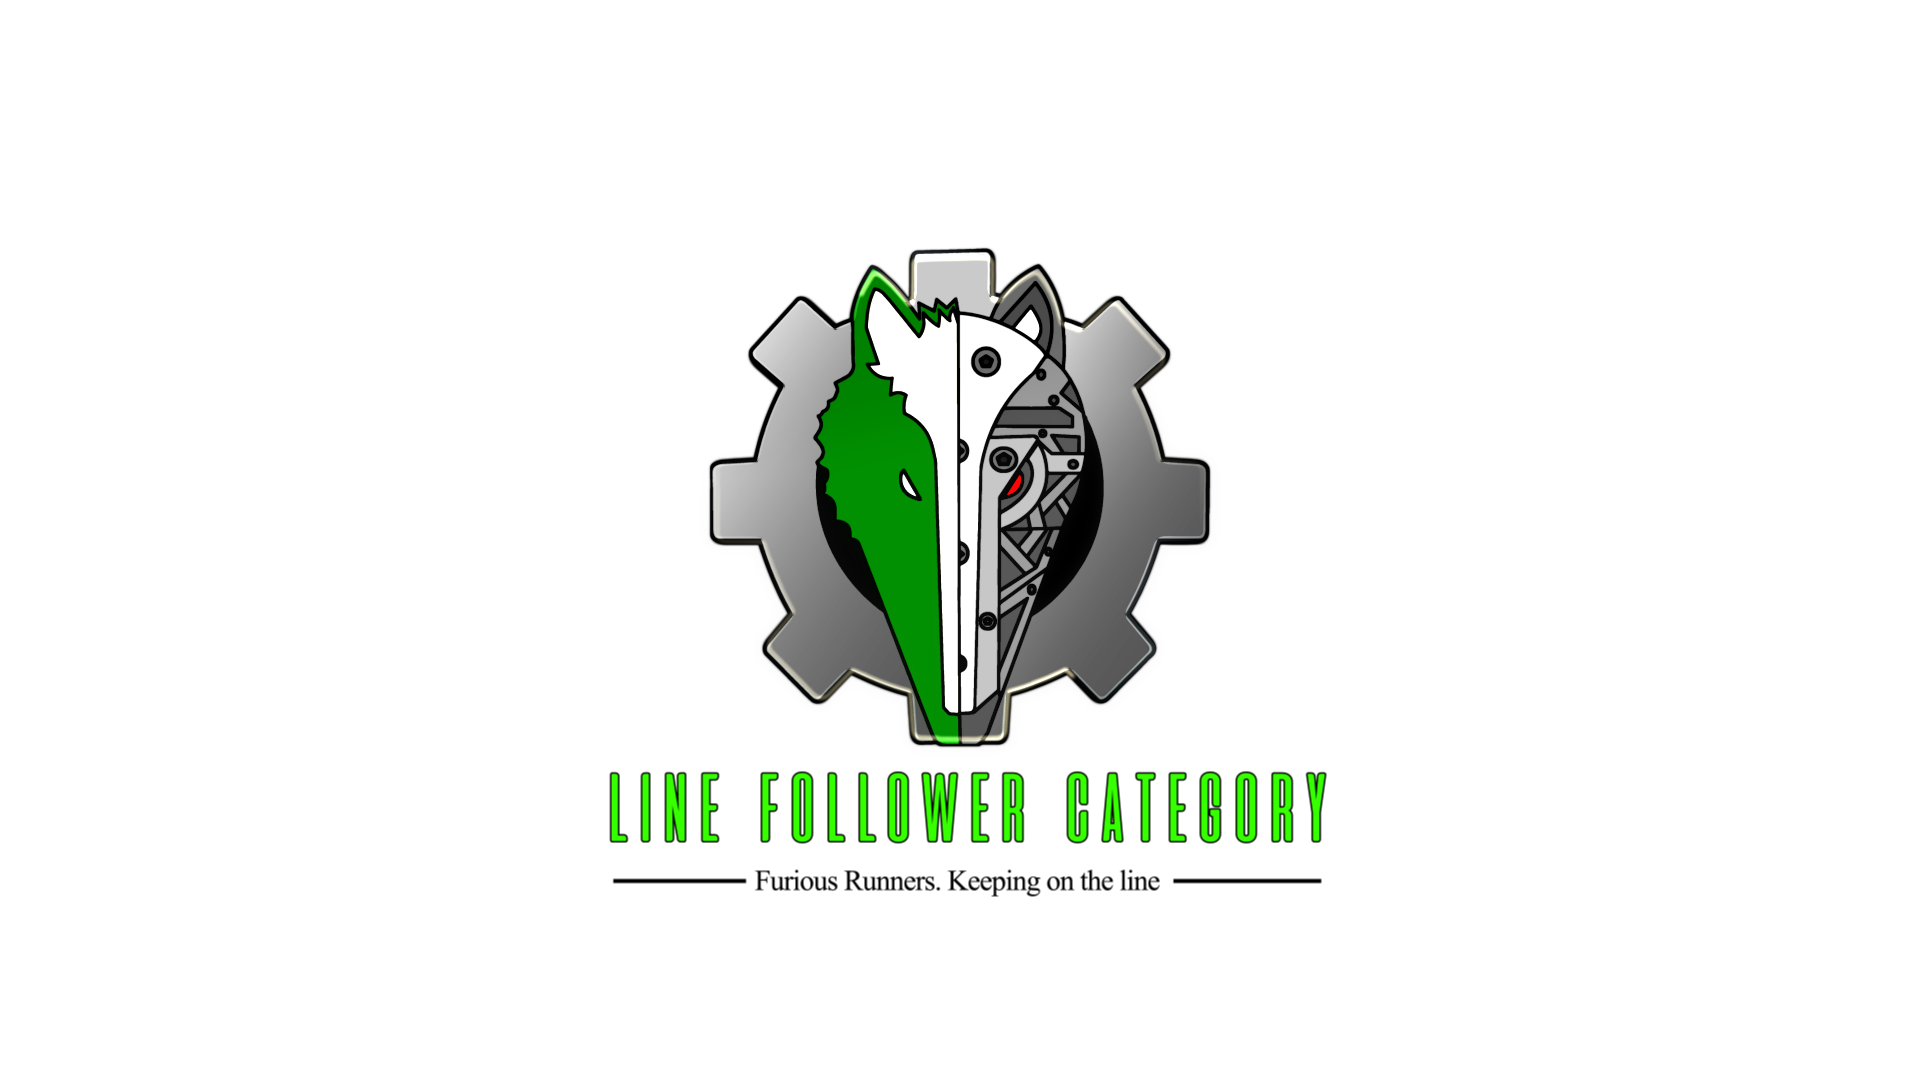 LINE FOLLOWER CATEGORY
Furious Runners. Keeping on the line